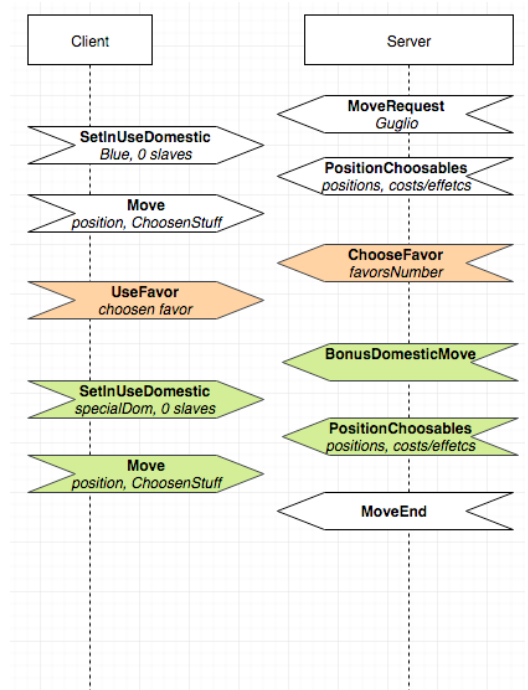 Client
Server
MoveRequest
Guglio
SetInUseDomestic
Blue, 0 slaves
PositionChoosables
positions, costs/effetcs
Move
position, ChoosenStuff
ChooseFavor
favorsNumber
UseFavor
choosen favor
BonusDomesticMove
SetInUseDomestic
specialDom, 0 slaves
PositionChoosables
positions, costs/effetcs
Move
position, ChoosenStuff
MoveEnd